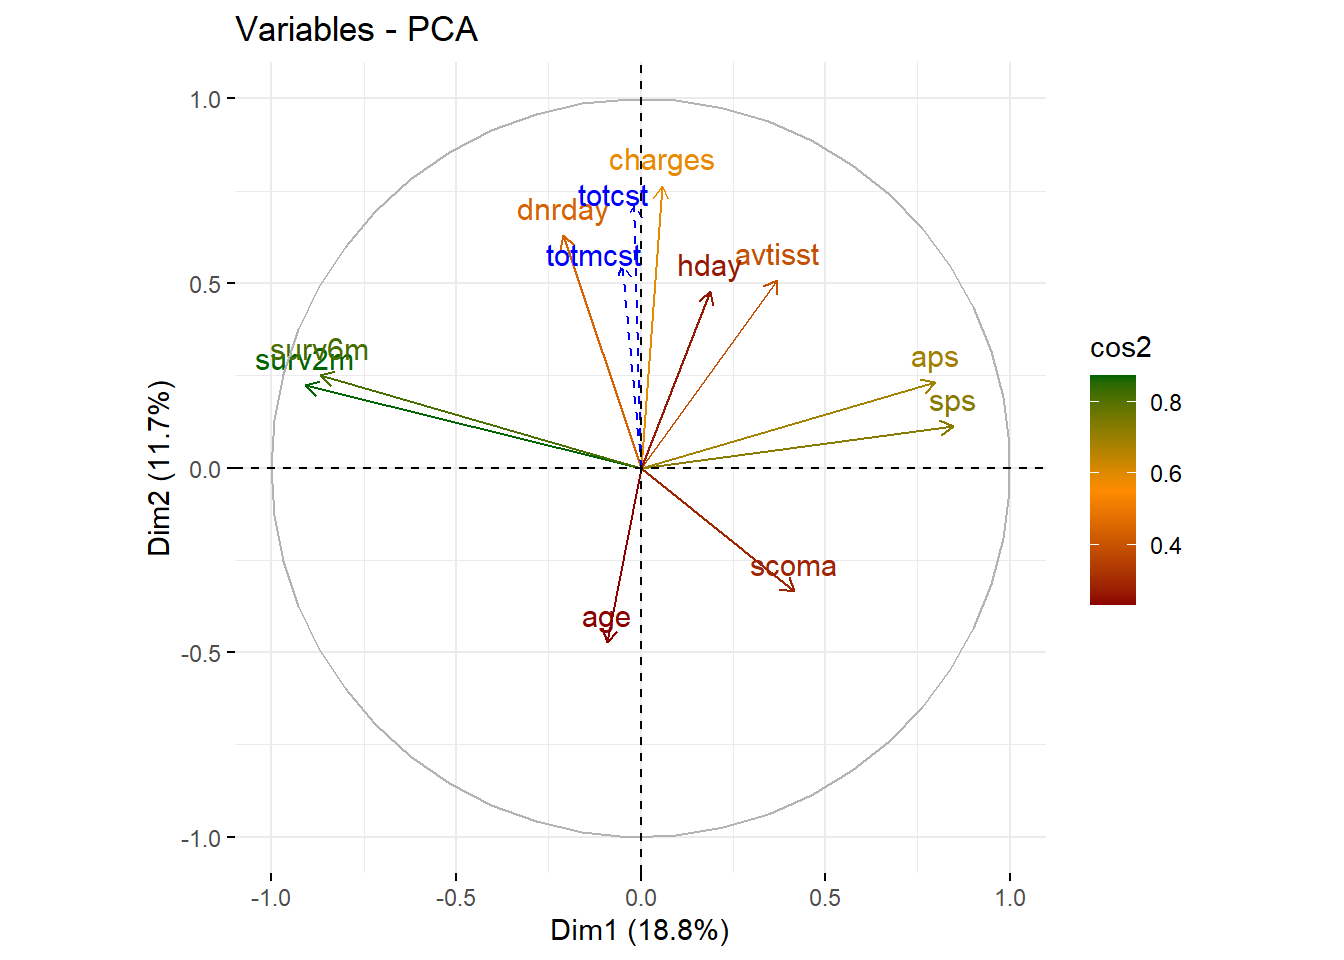 Variables - PCA
charges
totcst
dnrday
totmcst
hday
avtisst
surv6m
surv2m
aps
sps
scoma
age
1.0
0.5
0.0
-0.5
-1.0
Dim2 (11.7%)
-1.0
-0.5
0.0
0.5
1.0
Dim1 (18.8%)
cos2
0.8
0.6
0.4